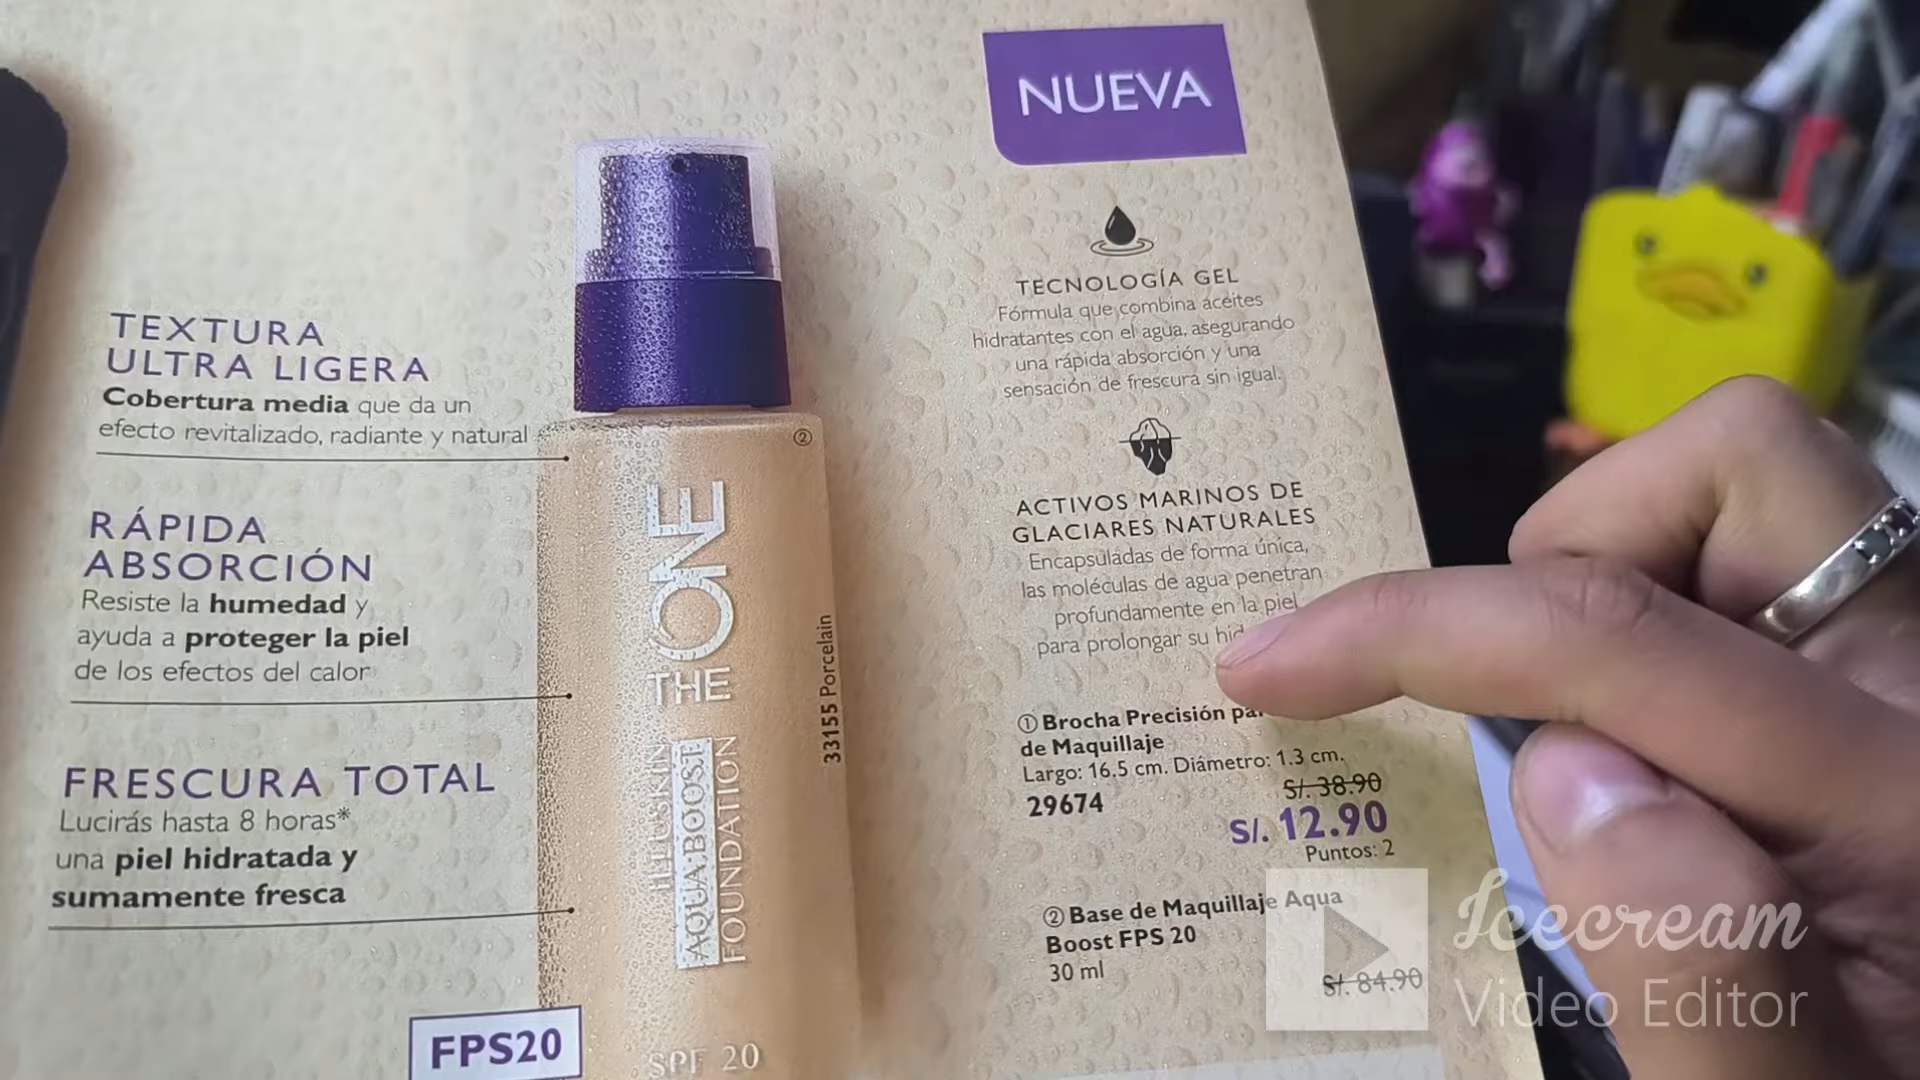 NUEVA
TECNOLOGÍA GEL
Fórmula que combina aceites
hidratantes con el agua, asegurando
una rápida absorción y una
sensación de frescura sin igual.
ACTIVOS MARINOS DE
GLACIARES NATURALES
Encapsuladas de forma única,
las moléculas de agua penetran
profundamente en la piel
para prolongar su
TEXTURA
ULTRA LIGERA
Cobertura media que da un
efecto revitalizado, radiante y natural
RÁPIDA
ABSORCIÓN
Resiste la humedad y
ayuda a proteger la piel
de los efectos del calor
FRESCURA TOTAL
Lucirás hasta 8 horas*
una piel hidratada y
sumamente fresca
FPS20
②
THE ONE
ILLUSKIN
AQUA BOOST
FOUNDATION
SPF 20
33155 Porcelain
① Brocha Precisión
de Maquillaje
Largo: 16.5 cm. Diámetro: 1.3 cm.
29674
S/. 38.90
S/. 12.90
Puntos: 2
② Base de Maquillaje Aqua
Boost FPS 20
30 ml
S/. 84.90
Icecream
Video Editor